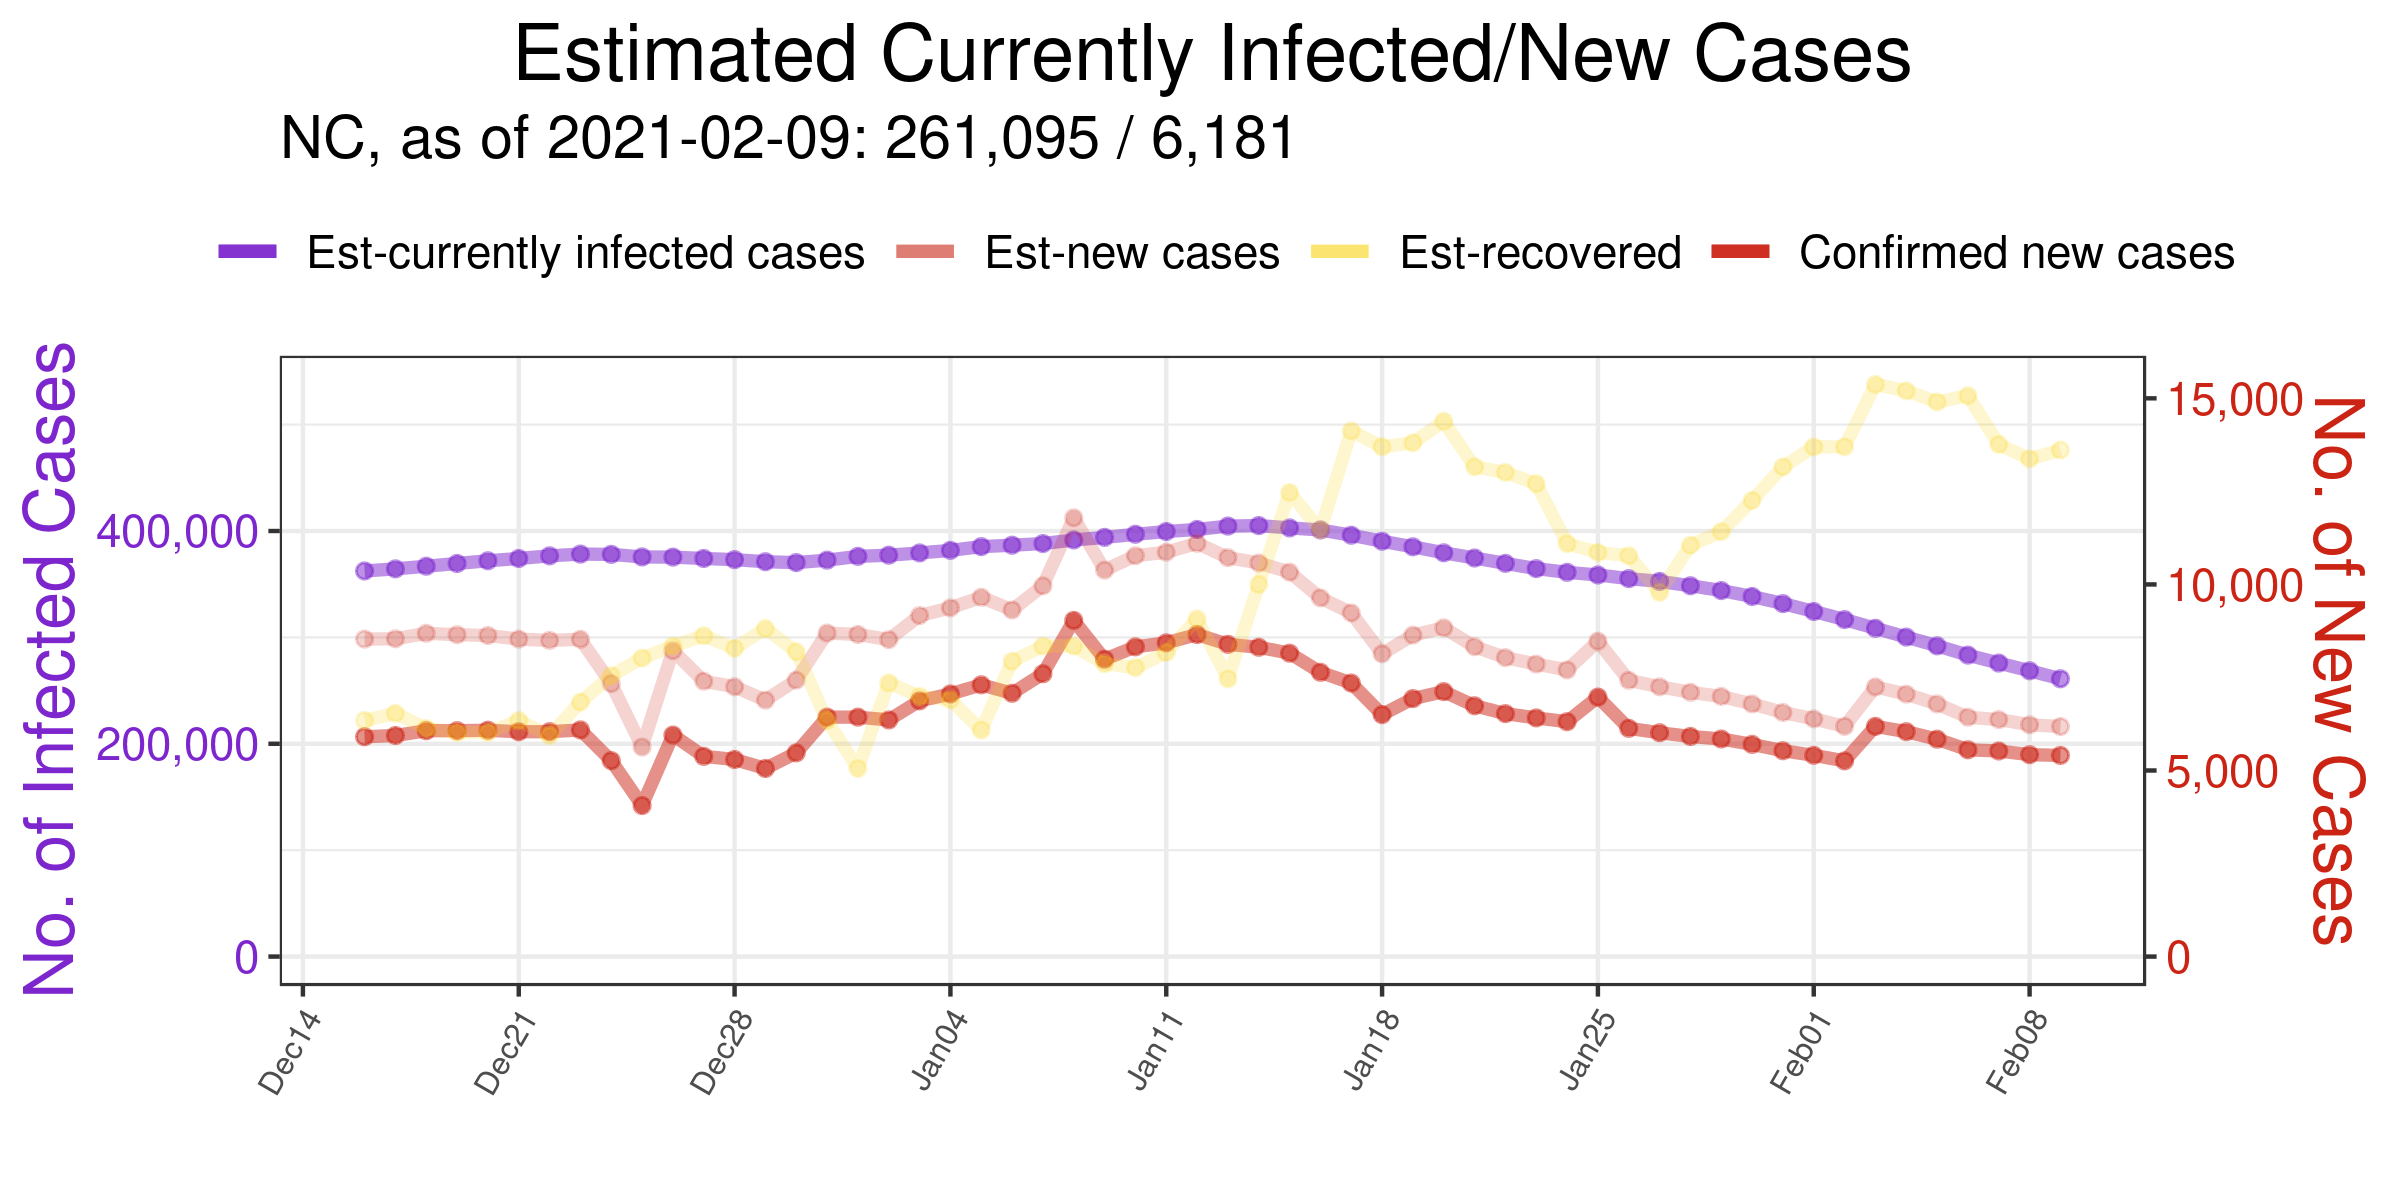 Estimated Currently Infected/New Cases
NC, as of 2021-02-09: 261,095 / 6,181
Est-currently infected cases Est-new cases Est-recovered Confirmed new cases
No. of Infected Cases
400,000
200,000
0
15,000
10,000
5,000
0
No. of New Cases
Dec14 Dec21 Dec28 Jan04 Jan11 Jan18 Jan25 Feb01 Feb08